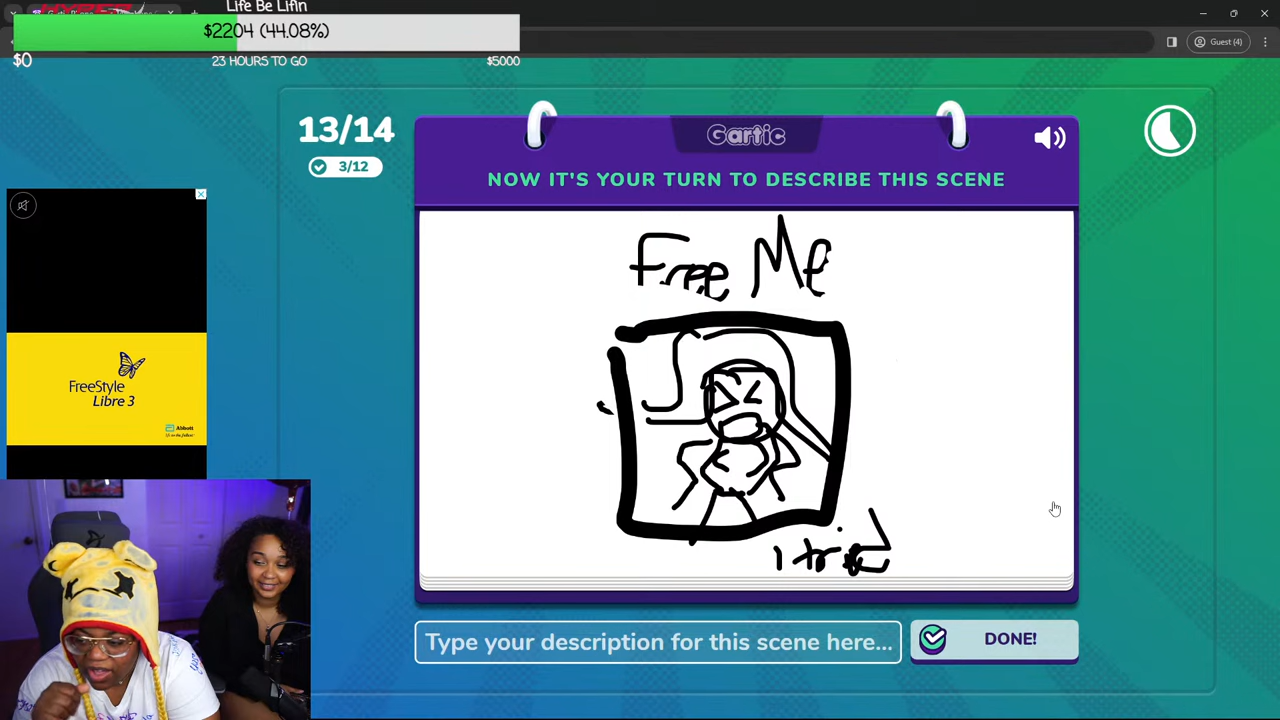 Life Be Lifin
$2204 (44.08%)
$0
23 HOURS TO GO
$5000
Guest (4)
13/14
3/12
Gartic
NOW IT'S YOUR TURN TO DESCRIBE THIS SCENE
Free Me
I tried
FreeStyle
Libre 3
Abbott
Type your description for this scene here...
DONE!